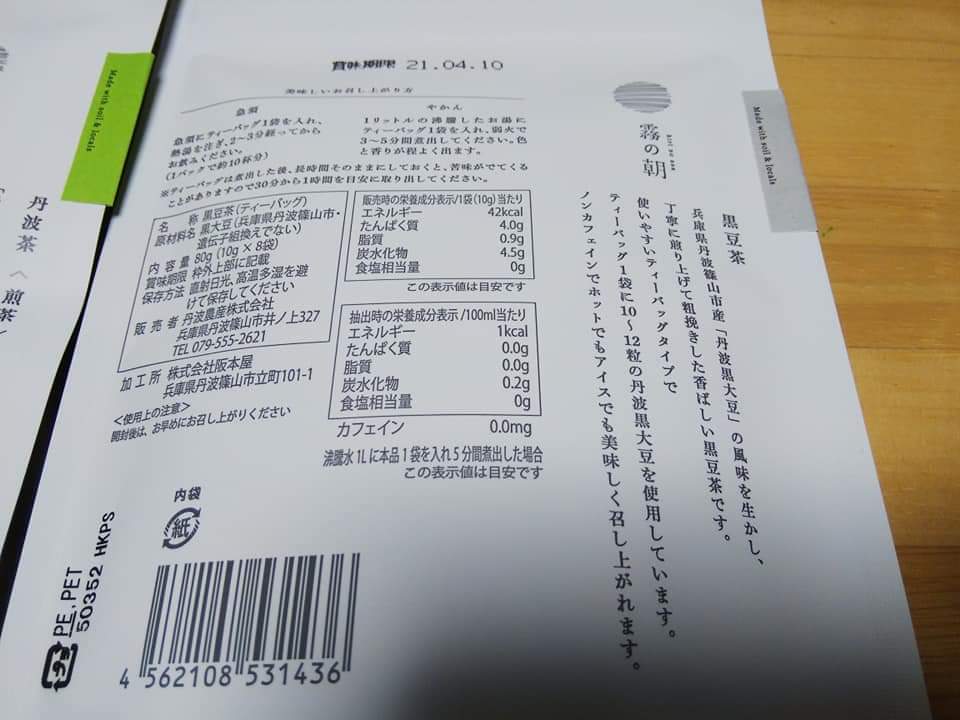 賞味期限 21.04.10
美味しいお召し上がり方
急須
急須にティーバッグ1袋を入れ、
熱湯を注ぎ、2~3分経ってから
お飲みください。
(1パックで約10杯分)
やかん
1リットルの沸騰したお湯に
ティーバッグ1袋を入れ、弱火で
3~5分間煮出してください。色
と香りが程よく出ます。
※ティーバッグは煮出した後、長時間そのままにしておくと、苦味がでてくる
ことがありますので30分から1時間を目安に取り出してください。
名 称 黒豆茶(ティーバッグ)
原材料名 黒大豆(兵庫県丹波篠山市・
遺伝子組換えでない)
内容量 80g(10g×8袋)
賞味期限 枠外上部に記載
保存方法 直射日光、高温多湿を避
けて保存してください
販売者 丹波農産株式会社
兵庫県丹波篠山市井ノ上327
TEL 079-555-2621
加工所 株式会社阪本屋
兵庫県丹波篠山市立町101-1
<使用上の注意>
開封後は、お早めにお召し上がりください
販売時の栄養成分表示/1袋(10g)当たり
エネルギー 42kcal
たんぱく質 4.0g
脂質 0.9g
炭水化物 4.5g
食塩相当量 0g
この表示値は目安です
抽出時の栄養成分表示/100ml当たり
エネルギー 1kcal
たんぱく質 0.0g
脂質 0.0g
炭水化物 0.2g
食塩相当量 0g
カフェイン 0.0mg
沸騰水1Lに本品1袋を入れ5分間煮出した場合
この表示値は目安です
内袋
紙
PE,PET
50352 HKPS
4 562108 531436
霧の朝
kiri no asa
Made with soil & locals
黒豆茶
兵庫県丹波篠山市産「丹波黒大豆」の風味を生かし、
丁寧に煎り上げて粗挽きした香ばしい黒豆茶です。
使いやすいティーバッグタイプで
ティーバッグ1袋に10~12粒の丹波黒大豆を使用しています。
ノンカフェインでホットでもアイスでも美味しく召し上がれます。
Made with soil & locals
丹波茶〈煎茶〉